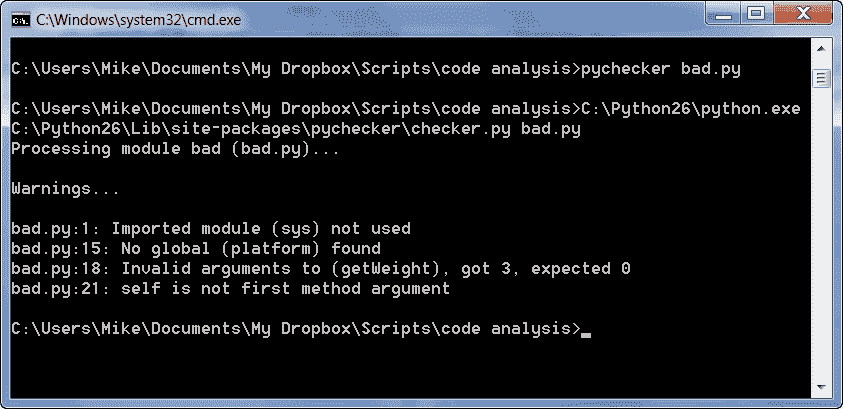 C:\Windows\system32\cmd.exe
C:\Users\Mike\Documents\My Dropbox\Scripts\code analysis>pychecker bad.py
C:\Users\Mike\Documents\My Dropbox\Scripts\code analysis>C:\Python26\python.exe
C:\Python26\Lib\site-packages\pychecker\checker.py bad.py
Processing module bad (bad.py)...
Warnings...
bad.py:1: Imported module (sys) not used
bad.py:15: No global (platform) found
bad.py:18: Invalid arguments to (getWeight), got 3, expected 0
bad.py:21: self is not first method argument
C:\Users\Mike\Documents\My Dropbox\Scripts\code analysis>_